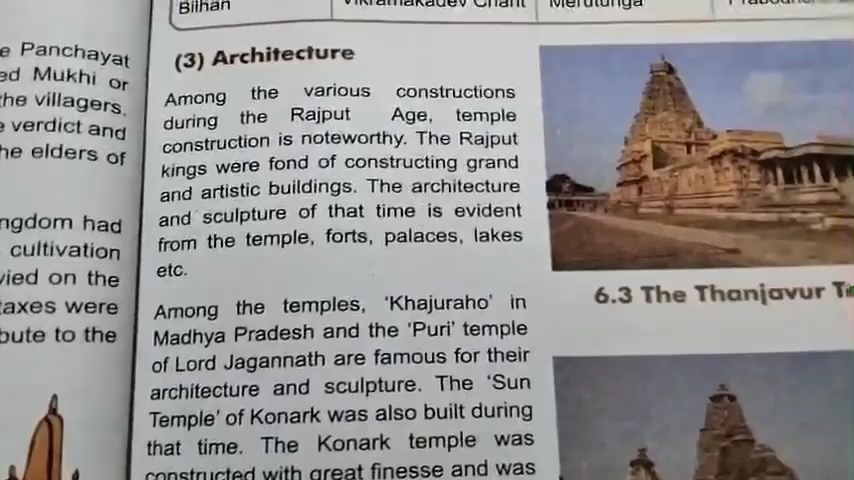 Bilhan
Merutunga
e Panchayat
ed Mukhi or
the villagers.
e verdict and
he elders of
ngdom had
cultivation
vied on the
taxes were
bute to the
(3) Architecture
Among the various constructions
during the Rajput Age, temple
construction is noteworthy. The Rajput
kings were fond of constructing grand
and artistic buildings. The architecture
and sculpture of that time is evident
from the temple, forts, palaces, lakes
etc.
Among the temples, 'Khajuraho' in
Madhya Pradesh and the 'Puri' temple
of Lord Jagannath are famous for their
architecture and sculpture. The 'Sun
Temple' of Konark was also built during
that time. The Konark temple was
constructed with great finesse and was
6.3 The Thanjavur